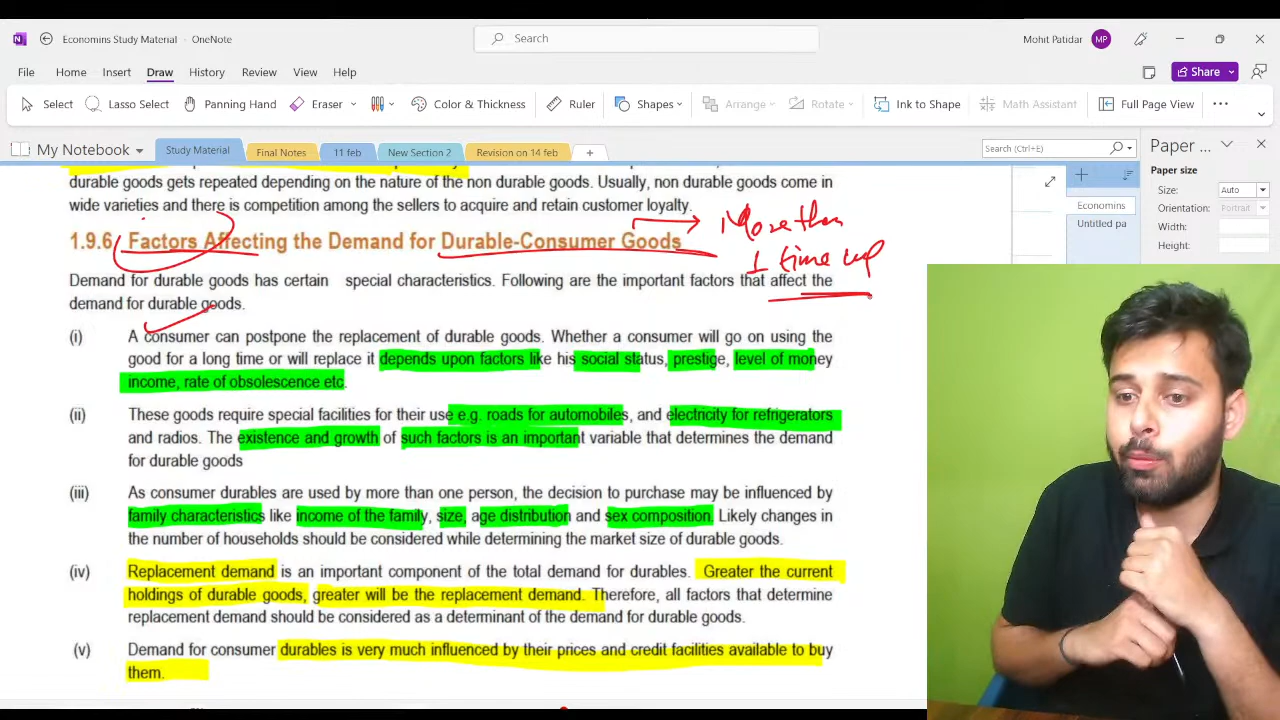 Economins Study Material - OneNote
Search
Mohit Patidar MP
File Home Insert Draw History Review View Help
Share
Select Lasso Select Panning Hand Eraser Color & Thickness Ruler Shapes Arrange Rotate Ink to Shape Math Assistant Full Page View
My Notebook Study Material Final Notes 11 feb New Section 2 Revision on 14 feb
Search (Ctrl+E)
Paper ...
Paper size
Size: Auto
Orientation: Portrait
Width:
Height:
Economins
Untitled pa
durable goods gets repeated depending on the nature of the non durable goods. Usually, non durable goods come in
wide varieties and there is competition among the sellers to acquire and retain customer loyalty.
1.9.6 Factors Affecting the Demand for Durable-Consumer Goods
More than
1 time
Demand for durable goods has certain special characteristics. Following are the important factors that affect the
demand for durable goods.
(i) A consumer can postpone the replacement of durable goods. Whether a consumer will go on using the
good for a long time or will replace it depends upon factors like his social status, prestige, level of money
income, rate of obsolescence etc.
(ii) These goods require special facilities for their use e.g. roads for automobiles, and electricity for refrigerators
and radios. The existence and growth of such factors is an important variable that determines the demand
for durable goods
(iii) As consumer durables are used by more than one person, the decision to purchase may be influenced by
family characteristics like income of the family, size, age distribution and sex composition. Likely changes in
the number of households should be considered while determining the market size of durable goods.
(iv) Replacement demand is an important component of the total demand for durables. Greater the current
holdings of durable goods, greater will be the replacement demand. Therefore, all factors that determine
replacement demand should be considered as a determinant of the demand for durable goods.
(v) Demand for consumer durables is very much influenced by their prices and credit facilities available to buy
them.